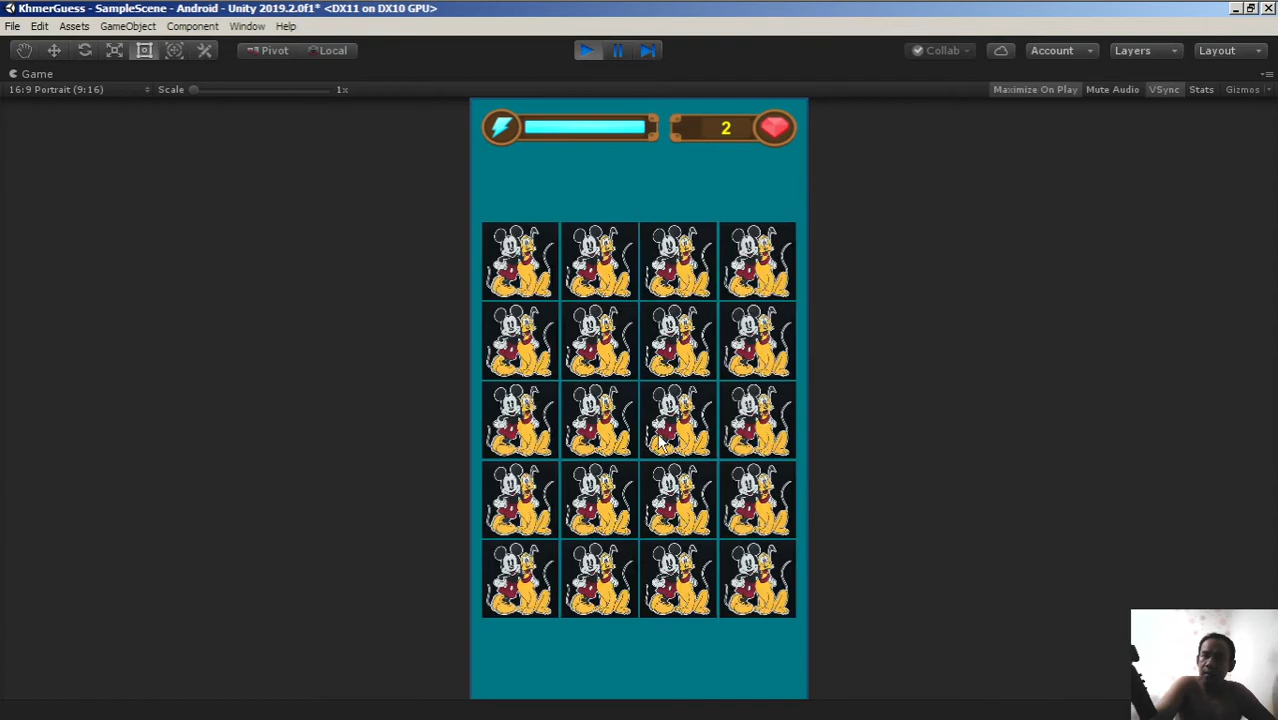 KhmerGuess - SampleScene - Android - Unity 2019.2.0f1* <DX11 on DX10 GPU>
File Edit Assets GameObject Component Window Help
Pivot Local Collab Account Layers Layout
Game
16:9 Portrait (9:16) Scale 1x Maximize On Play Mute Audio VSync Stats Gizmos
2